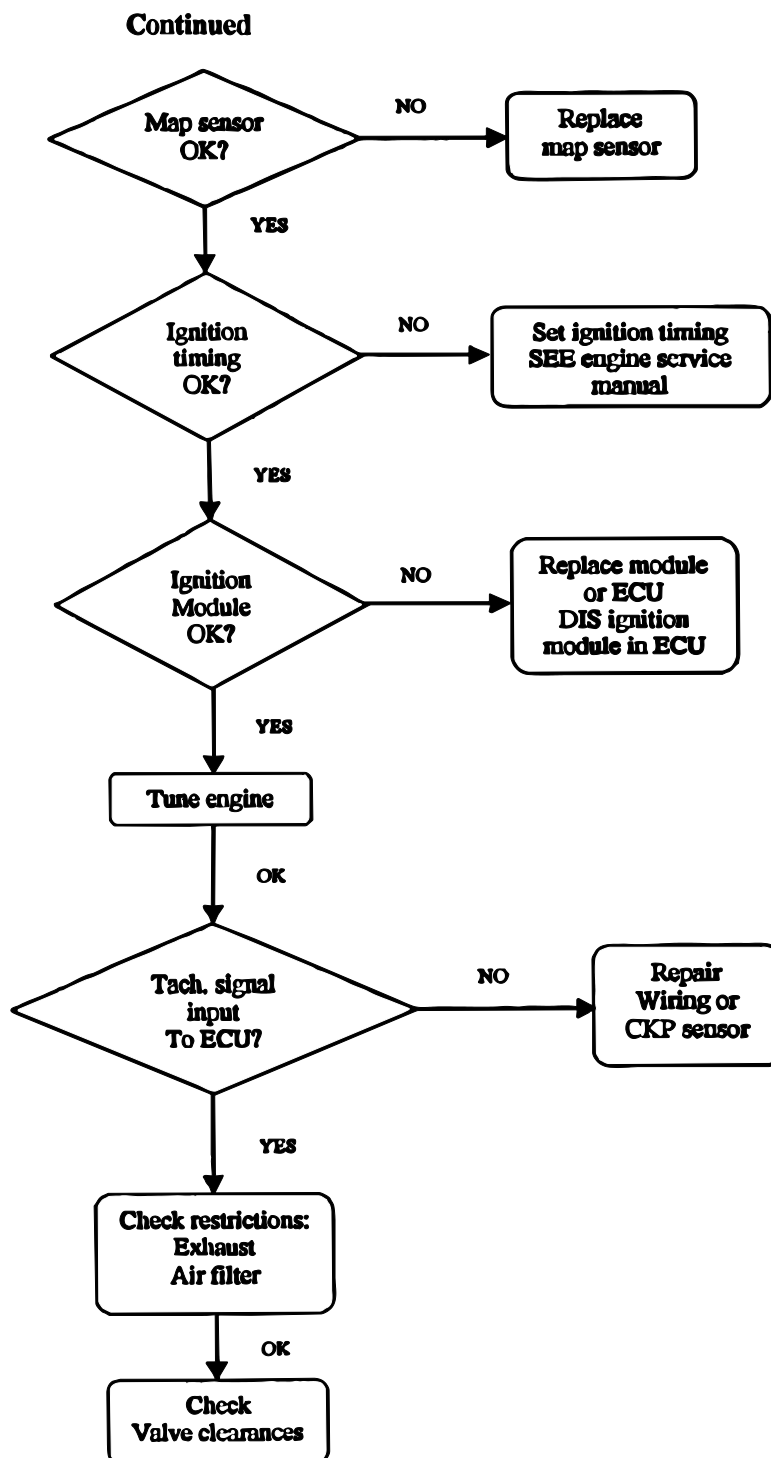 Continued
Map sensor
OK?
NO
Replace
map sensor
YES
Ignition
timing
OK?
NO
Set ignition timing
SEE engine service
manual
YES
Ignition
Module
OK?
NO
Replace module
or ECU
DIS ignition
module in ECU
YES
Tune engine
OK
Tach. signal
input
To ECU?
NO
Repair
Wiring or
CKP sensor
YES
Check restrictions:
Exhaust
Air filter
OK
Check
Valve clearances